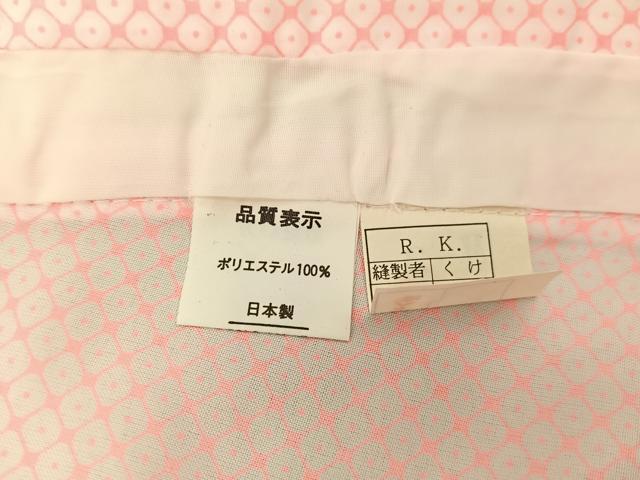 品質表示
ポリエステル100%
日本製
R. K.
縫製者 くけ